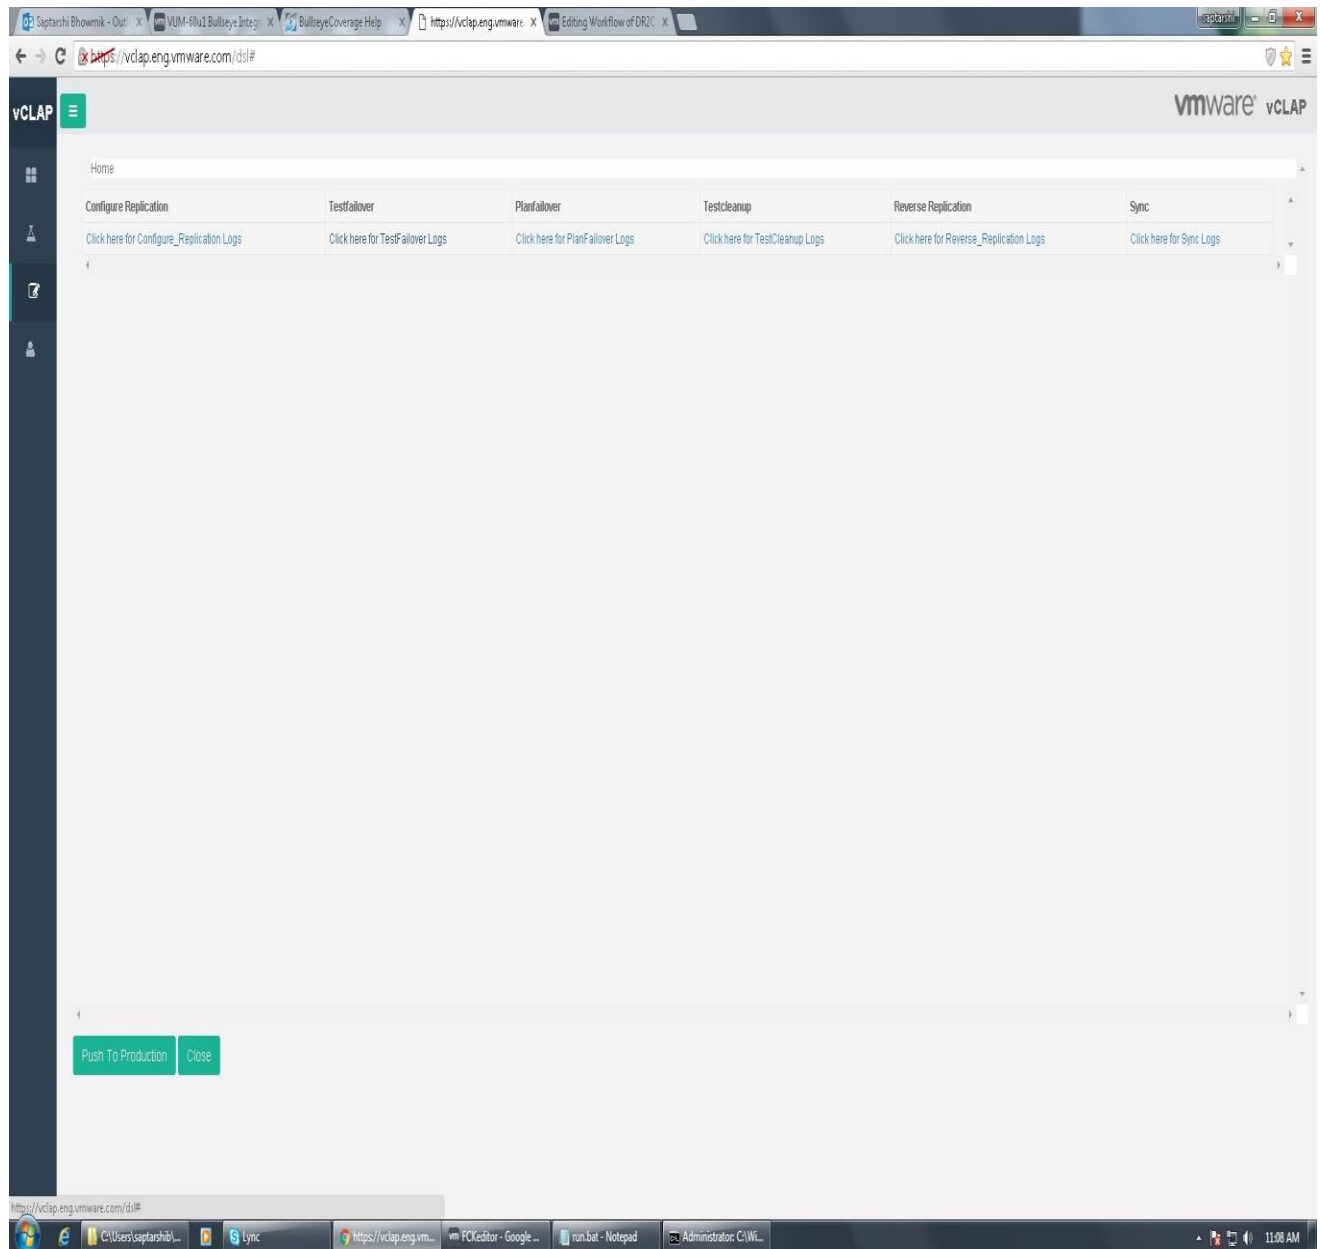 Saptarshi Bhowmik - Outl
VUM-60u1 Bullseye Integr
BullseyeCoverage Help
https://vclap.eng.vmware.
Editing Workflow of DR2C
saptarshi
https://vclap.eng.vmware.com/dsl#
vCLAP
vmware vCLAP
Home
Configure Replication Testfailover Planfailover Testcleanup Reverse Replication Sync
Click here for Configure_Replication Logs Click here for TestFailover Logs Click here for PlanFailover Logs Click here for TestCleanup Logs Click here for Reverse_Replication Logs Click here for Sync Logs
Push To Production Close
https://vclap.eng.vmware.com/dsl#
C:\Users\saptarshib\... Lync https://vclap.eng.vm... FCKeditor - Google ... run.bat - Notepad Administrator: C:\Wi... 11:08 AM